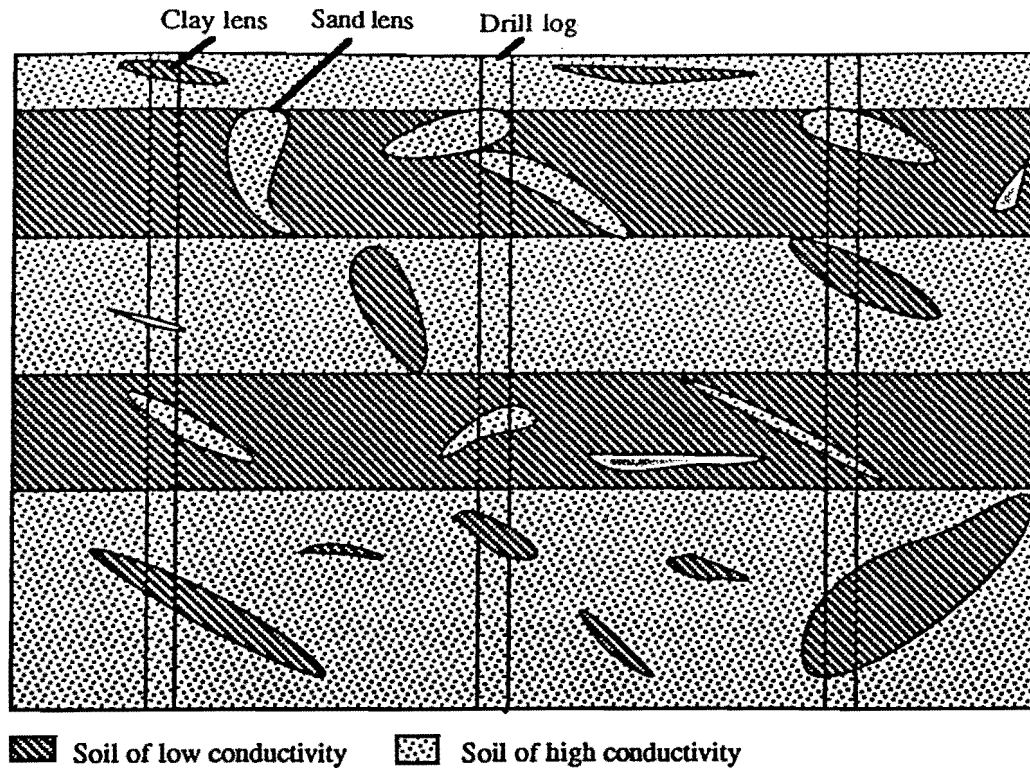 Clay lens
Sand lens
Drill log
Soil of low conductivity
Soil of high conductivity